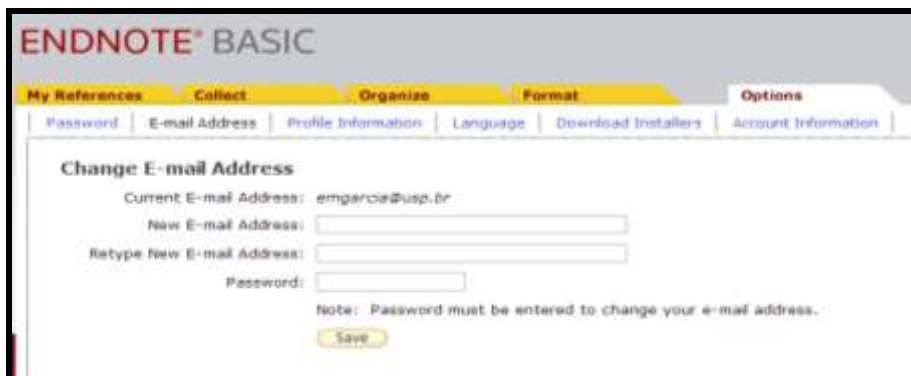 ENDNOTE® BASIC
My References Collect Organize Format Options
Password E-mail Address Profile Information Language Download Installers Account Information
Change E-mail Address
Current E-mail Address: emgarcia@usp.br
New E-mail Address:
Retype New E-mail Address:
Password:
Note: Password must be entered to change your e-mail address.
Save